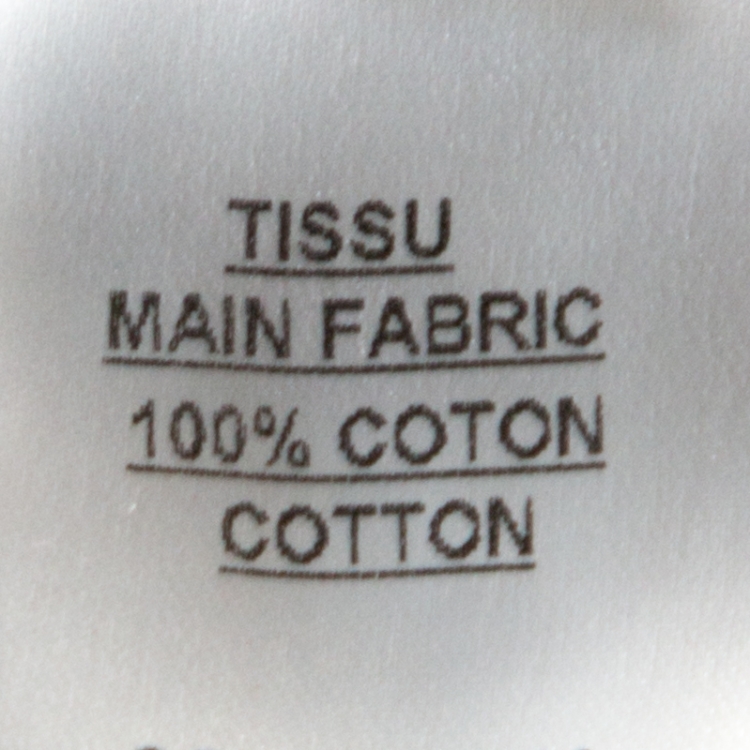 TISSU
MAIN FABRIC
100% COTON
COTTON